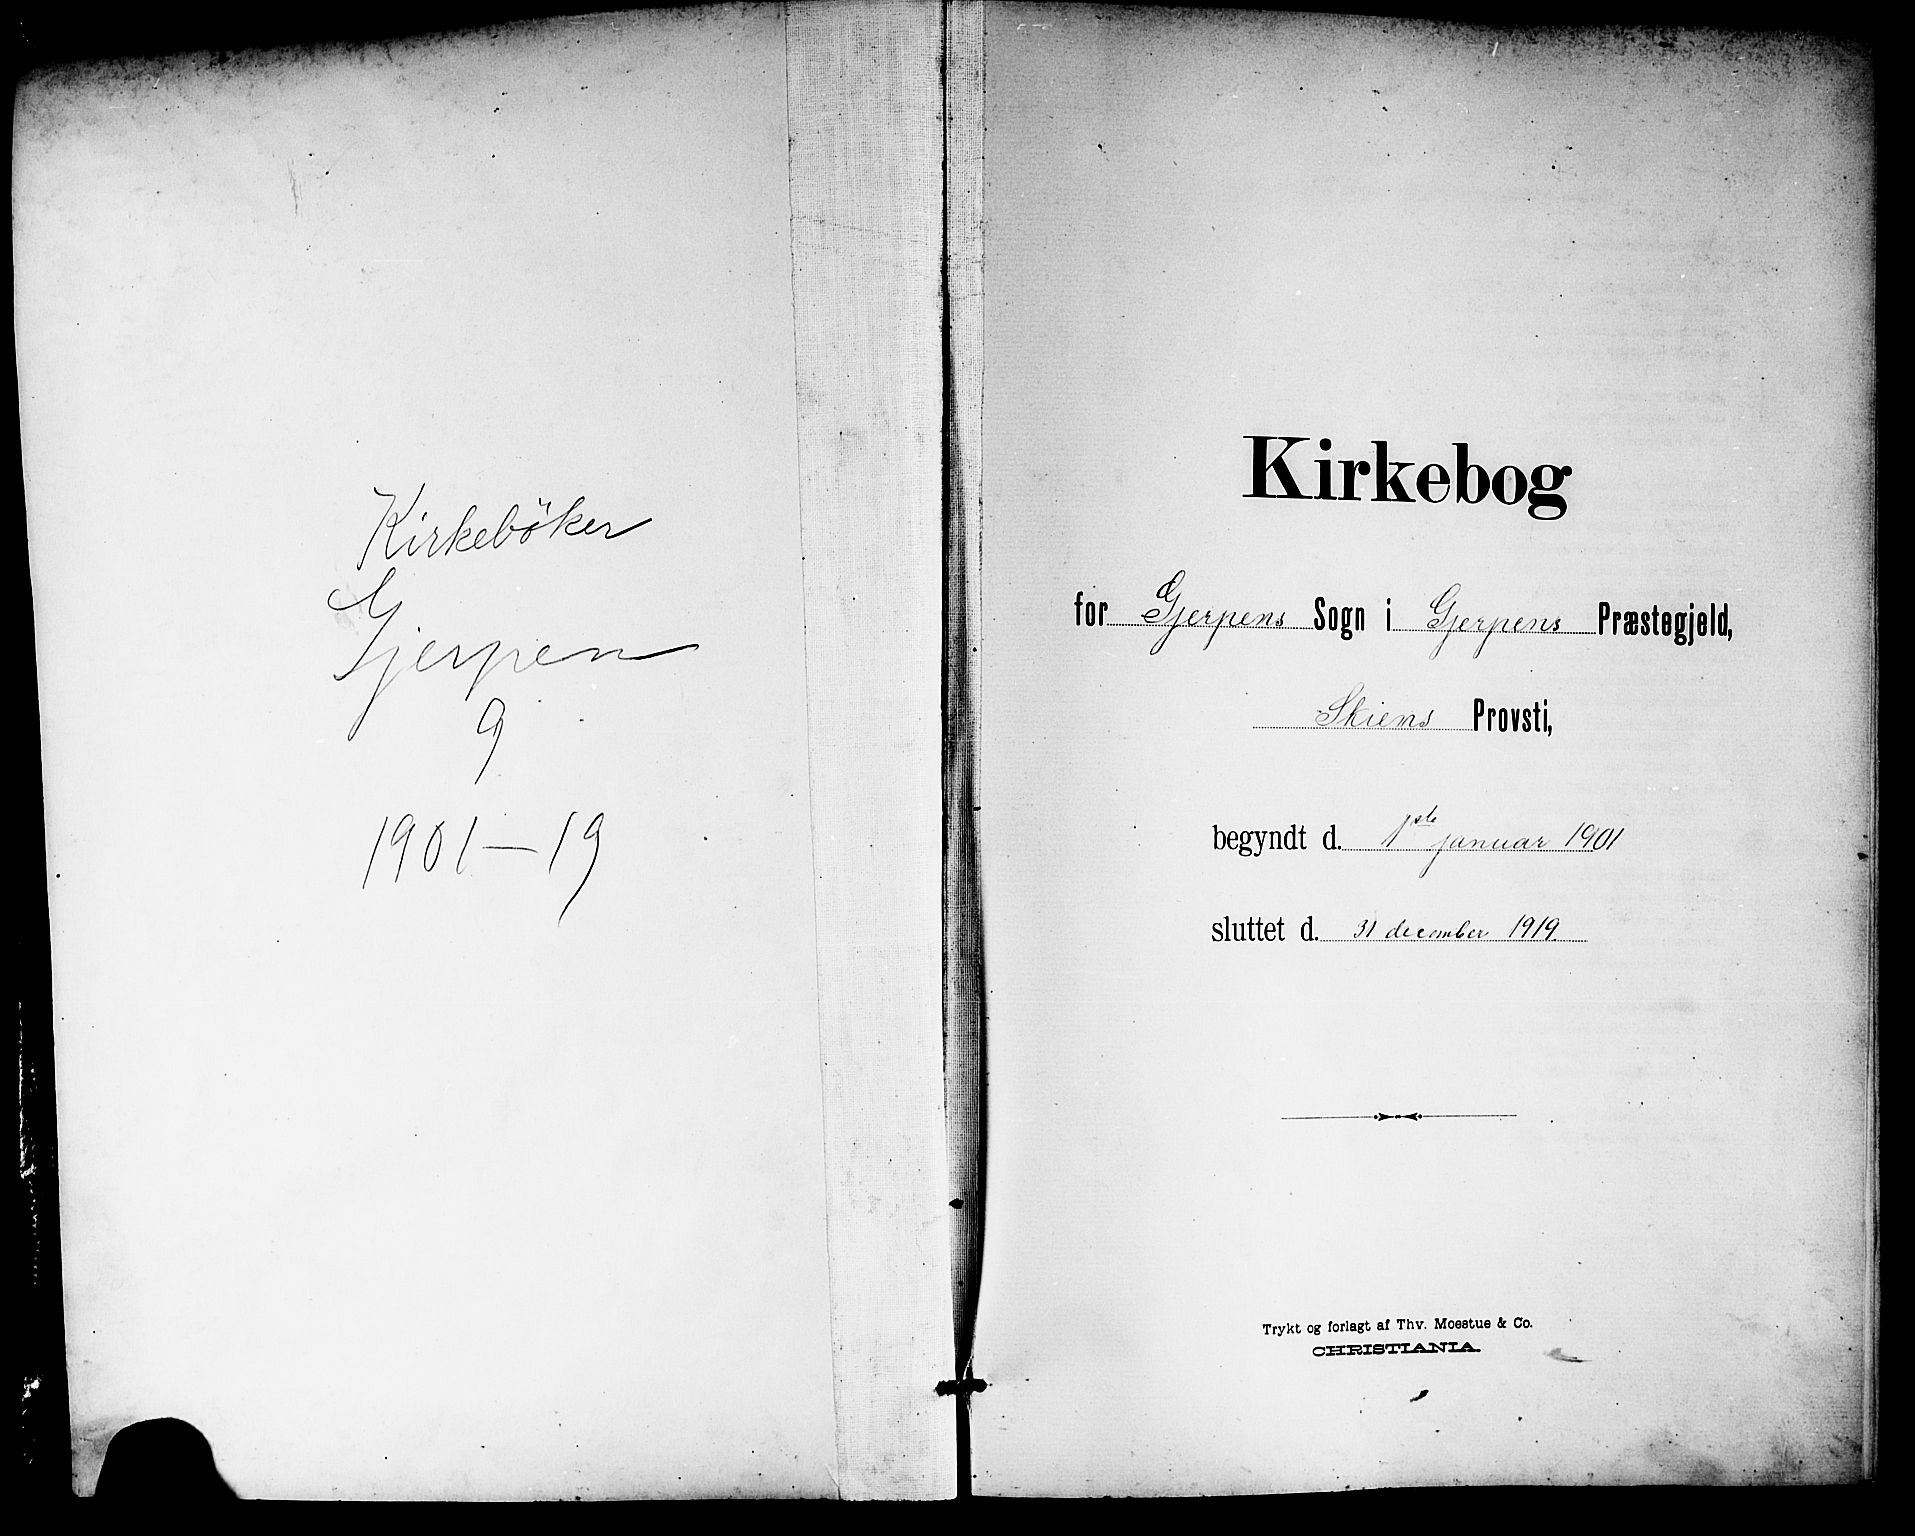 Kirkeböker
Gjerpen
9
1901—19
Kirkebog
for Gjerpens Sogn i Gjerpens Præstegjeld,
Skiens Provsti,
begyndt d. 1ste januar 1901
sluttet d. 31 december 1919.
Trykt og forlagt af Thv. Moestue & Co.
CHRISTIANIA.